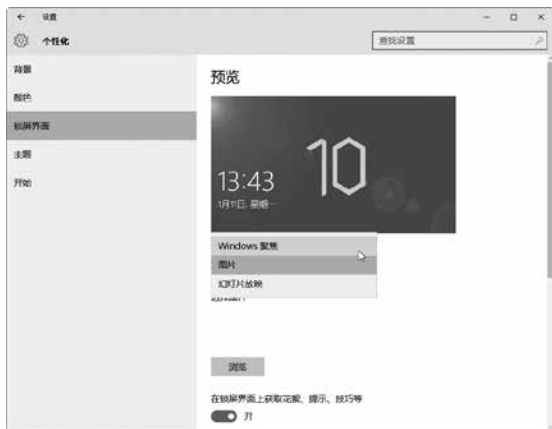 设置
个性化
查找设置
背景
颜色
锁屏界面
主题
开始
预览
10
13:43
1月11日, 星期一
Windows 聚焦
图片
幻灯片放映
浏览
在锁屏界面上获取花絮、提示、技巧等
开